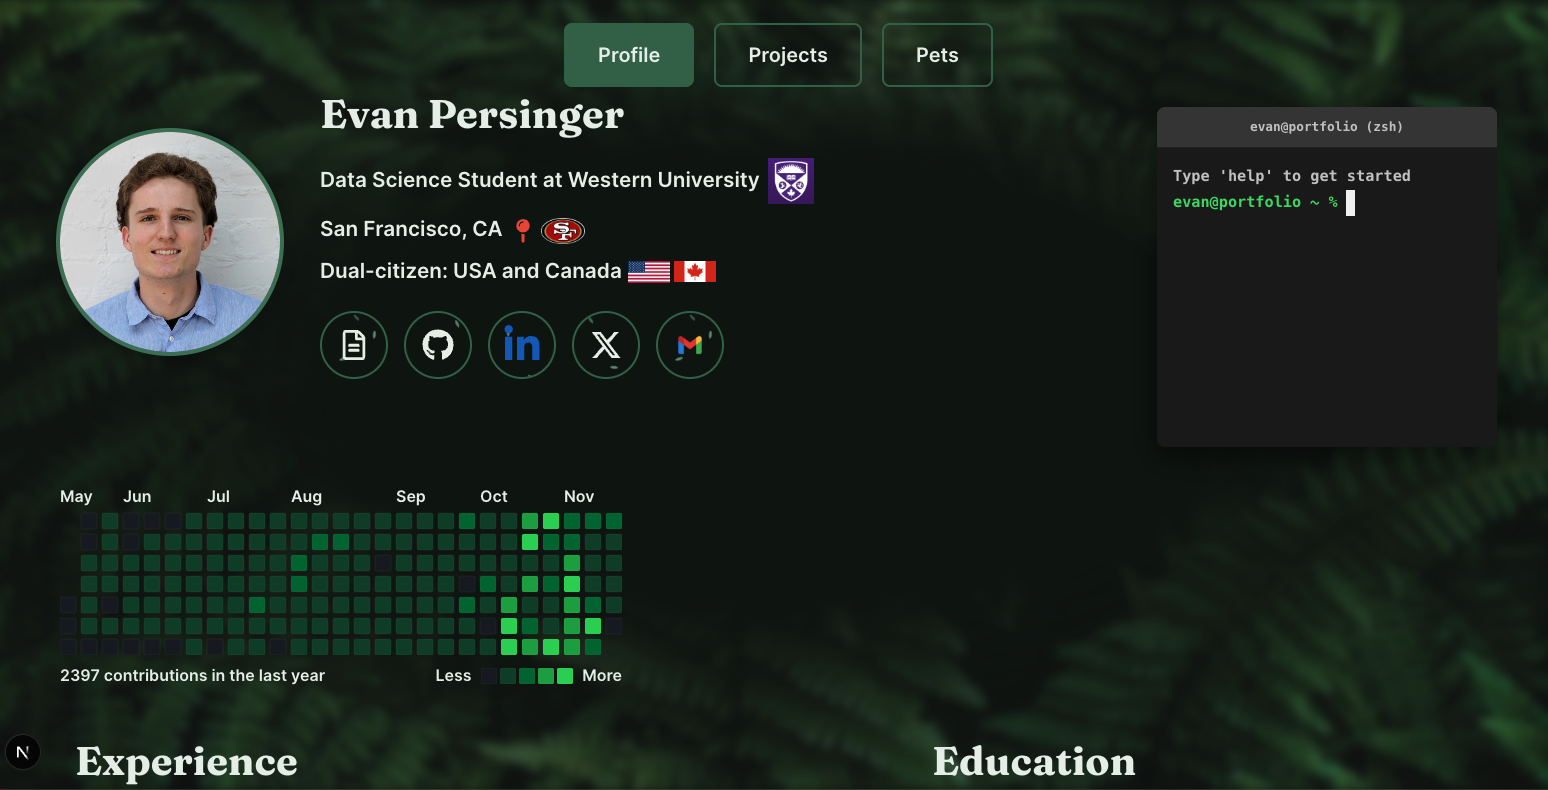 Profile
Projects
Pets
Evan Persinger
Data Science Student at Western University
San Francisco, CA
SF
Dual-citizen: USA and Canada
in
evan@portfolio (zsh)
Type 'help' to get started
evan@portfolio ~ %
May Jun Jul Aug Sep Oct Nov
2397 contributions in the last year
Less More
N
Experience
Education